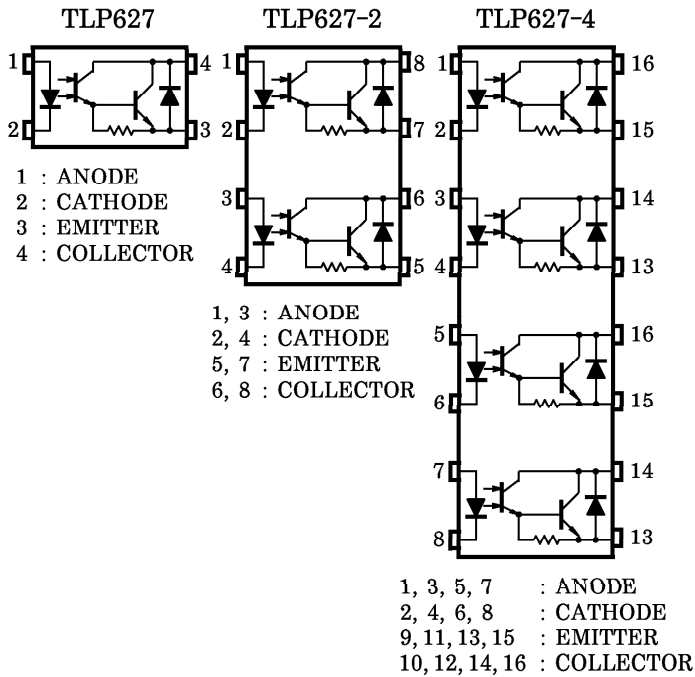 TLP627
TLP627-2
TLP627-4
1
4
2
3
1 : ANODE
2 : CATHODE
3 : EMITTER
4 : COLLECTOR
1
8
2
7
3
6
4
5
1, 3 : ANODE
2, 4 : CATHODE
5, 7 : EMITTER
6, 8 : COLLECTOR
1
16
2
15
3
14
4
13
5
16
6
15
7
14
8
13
1, 3, 5, 7 : ANODE
2, 4, 6, 8 : CATHODE
9, 11, 13, 15 : EMITTER
10, 12, 14, 16 : COLLECTOR